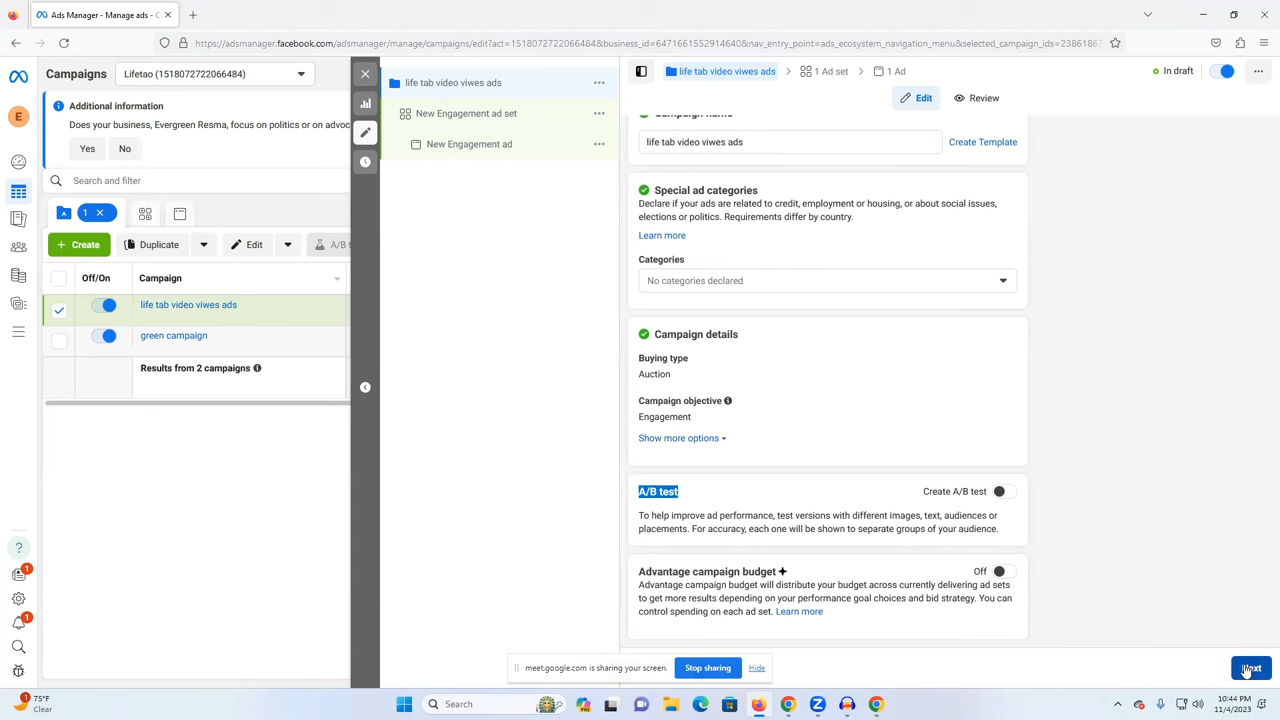 Ads Manager - Manage ads - C
https://adsmanager.facebook.com/adsmanager/manage/campaigns/edit?act=1518072722066484&business_id=6471661552914640&nav_entry_point=ads_ecosystem_navigation_menu&selected_campaign_ids=23861867
Campaigns
Lifetao (1518072722066484)
Additional information
Does your business, Evergreen Resma, focus on politics or on advoc
Yes
No
Search and filter
1
Create
Duplicate
Edit
A/B t
Off/On
Campaign
life tab video viwes ads
green campaign
Results from 2 campaigns
E
1
1
life tab video viwes ads
New Engagement ad set
New Engagement ad
life tab video viwes ads
1 Ad set
1 Ad
In draft
Edit
Review
Campaign name
life tab video viwes ads
Create Template
Special ad categories
Declare if your ads are related to credit, employment or housing, or about social issues,
elections or politics. Requirements differ by country.
Learn more
Categories
No categories declared
Campaign details
Buying type
Auction
Campaign objective
Engagement
Show more options
A/B test
Create A/B test
To help improve ad performance, test versions with different images, text, audiences or
placements. For accuracy, each one will be shown to separate groups of your audience.
Advantage campaign budget
Off
Advantage campaign budget will distribute your budget across currently delivering ad sets
to get more results depending on your performance goal choices and bid strategy. You can
control spending on each ad set. Learn more
meet.google.com is sharing your screen.
Stop sharing
Hide
Next
1
75°F
Clear
Search
10:44 PM
11/4/2023